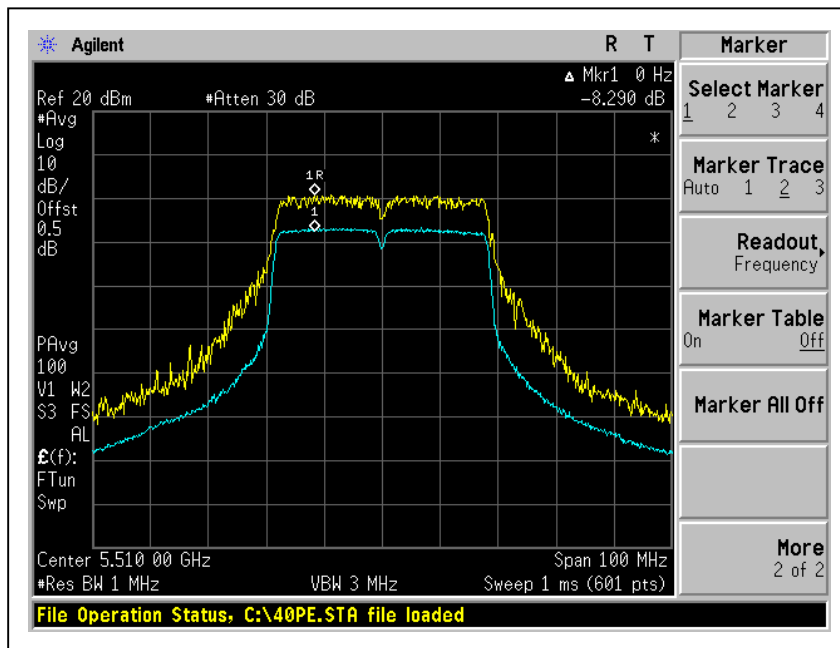 Agilent
R T
Δ Mkr1 0 Hz
Ref 20 dBm #Atten 30 dB -8.290 dB
#Avg
Log
10
dB/
Offst
0.5
dB
*
1R
1
PAvg
100
V1 W2
S3 FS
AL
£(f):
FTun
Swp
Center 5.510 00 GHz Span 100 MHz
#Res BW 1 MHz VBW 3 MHz Sweep 1 ms (601 pts)
File Operation Status, C:\40PE.STA file loaded
Marker
Select Marker
1 2 3 4
Marker Trace
Auto 1 2 3
Readout
Frequency
Marker Table
On Off
Marker All Off
More
2 of 2